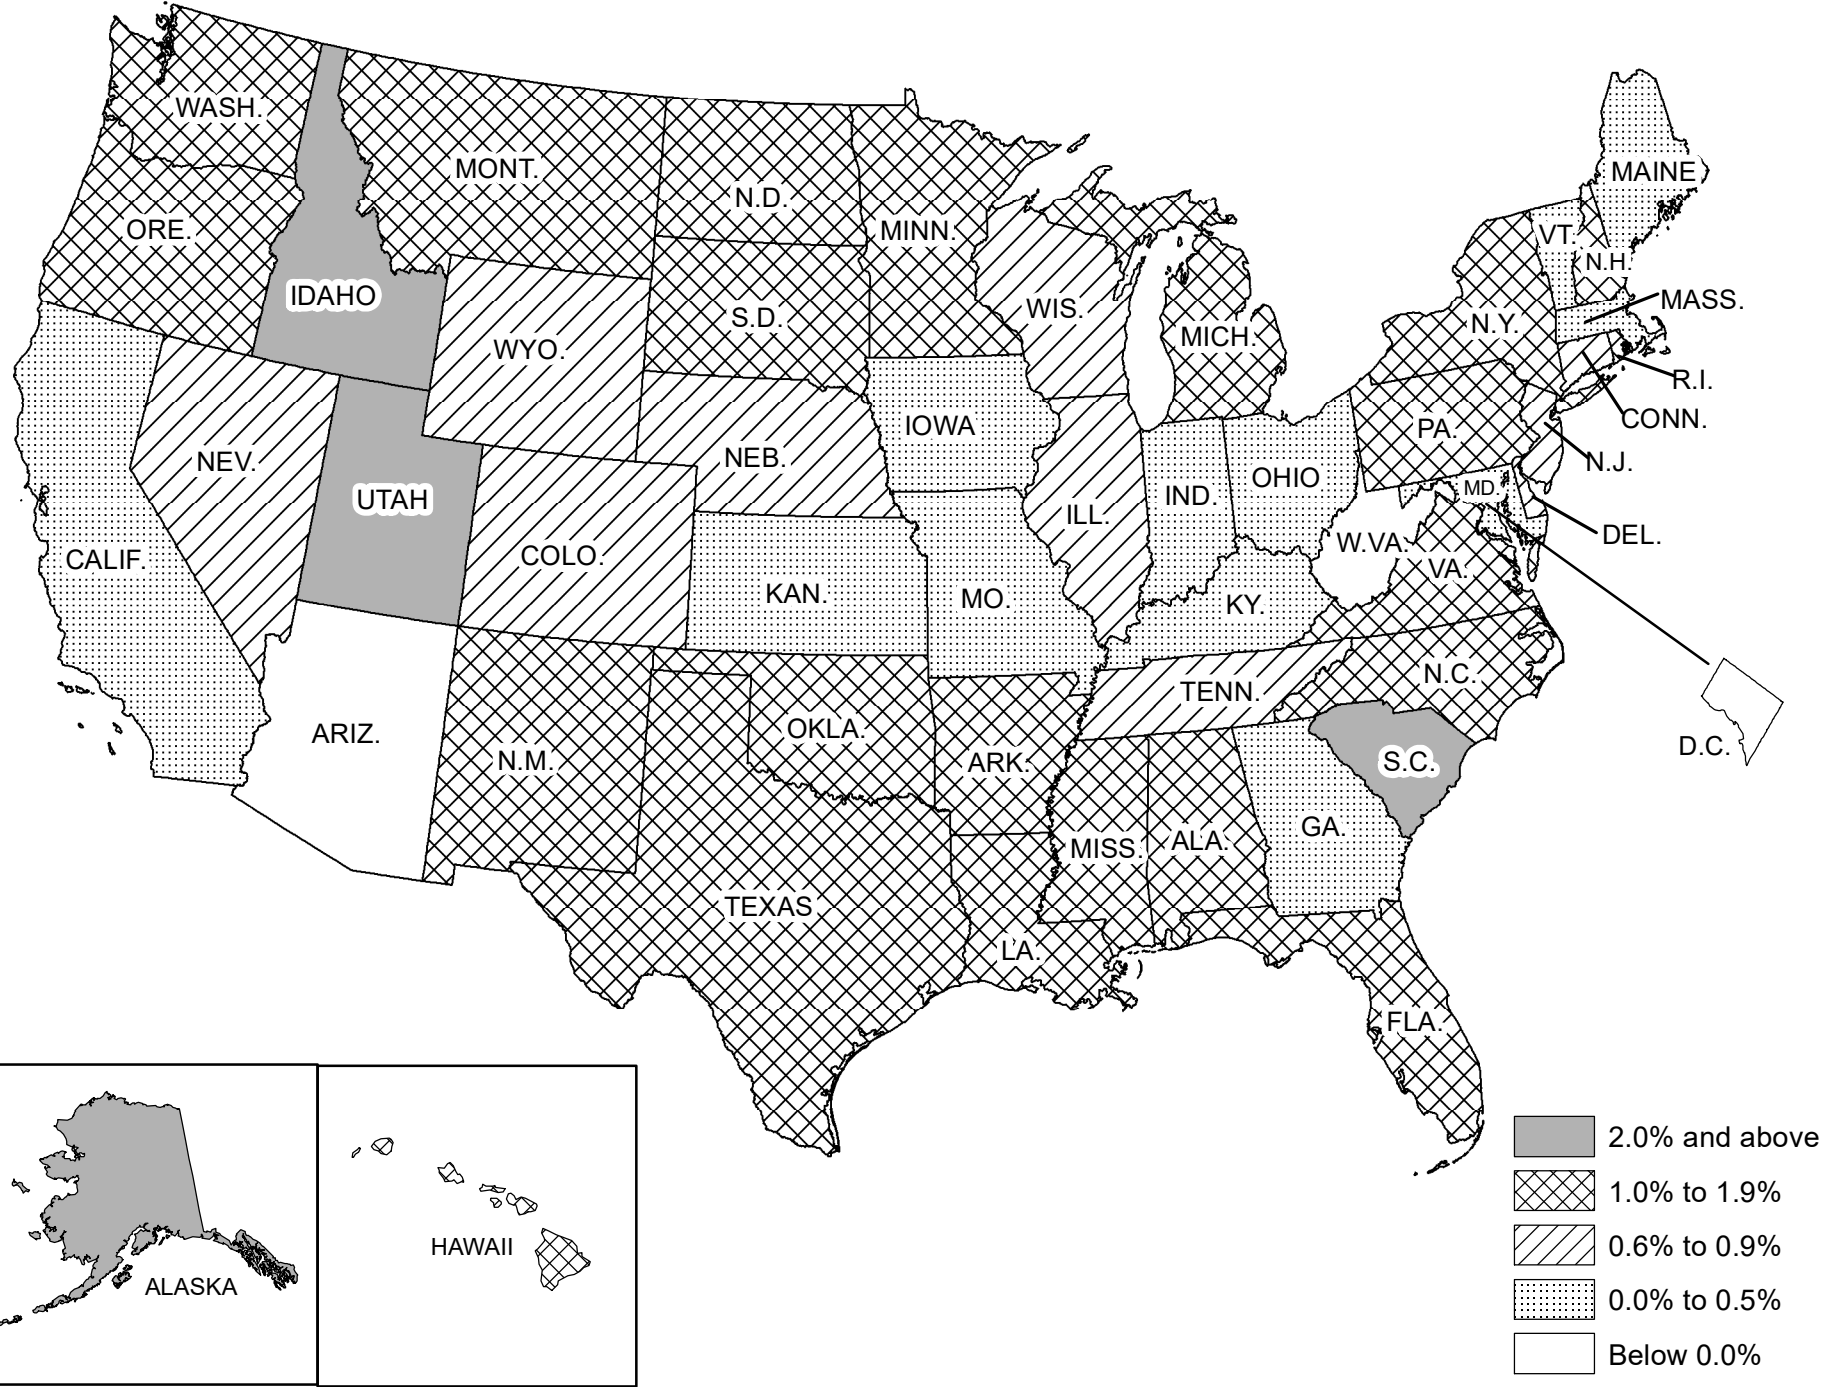 WASH.
MONT.
N.D.
MINN.
MAINE
ORE.
VT.
N.H.
IDAHO
S.D.
WIS.
MICH.
N.Y.
MASS.
WYO.
R.I.
CONN.
NEV.
NEB.
IOWA
PA.
N.J.
UTAH
COLO.
ILL.
IND.
OHIO
MD.
DEL.
W.VA.
VA.
CALIF.
KAN.
MO.
KY.
TENN.
N.C.
D.C.
ARIZ.
N.M.
OKLA.
ARK.
S.C.
TEXAS
MISS.
ALA.
GA.
LA.
FLA.
ALASKA
HAWAII
2.0% and above
1.0% to 1.9%
0.6% to 0.9%
0.0% to 0.5%
Below 0.0%